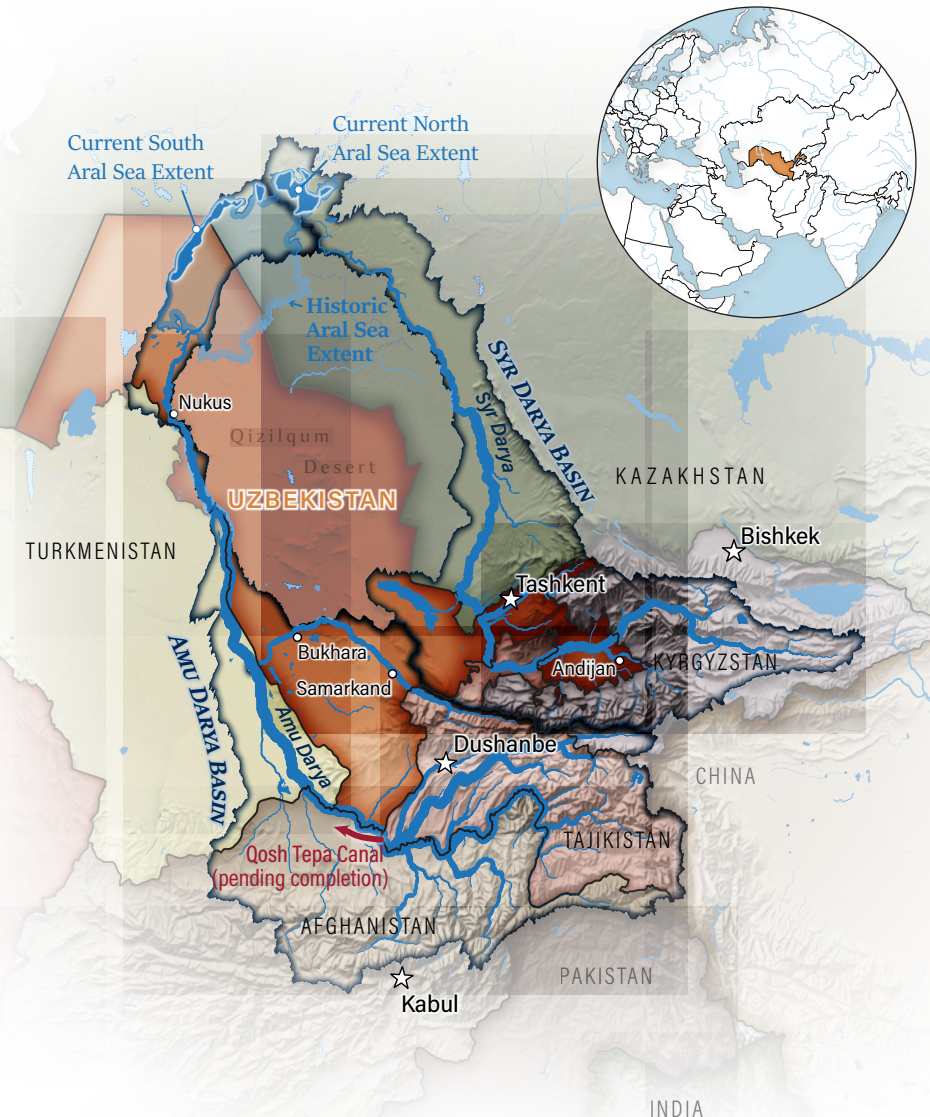 Current North
Aral Sea Extent
Current South
Aral Sea Extent
Historic
Aral Sea
Extent
SYR DARYA BASIN
Syr Darya
Nukus
Qizilqum
Desert
UZBEKISTAN
KAZAKHSTAN
Bishkek
TURKMENISTAN
Tashkent
Bukhara
Andijan
KYRGYZSTAN
Samarkand
AMU DARYA BASIN
Amu Darya
Dushanbe
CHINA
TAJIKISTAN
Qosh Tepa Canal
(pending completion)
AFGHANISTAN
PAKISTAN
Kabul
INDIA